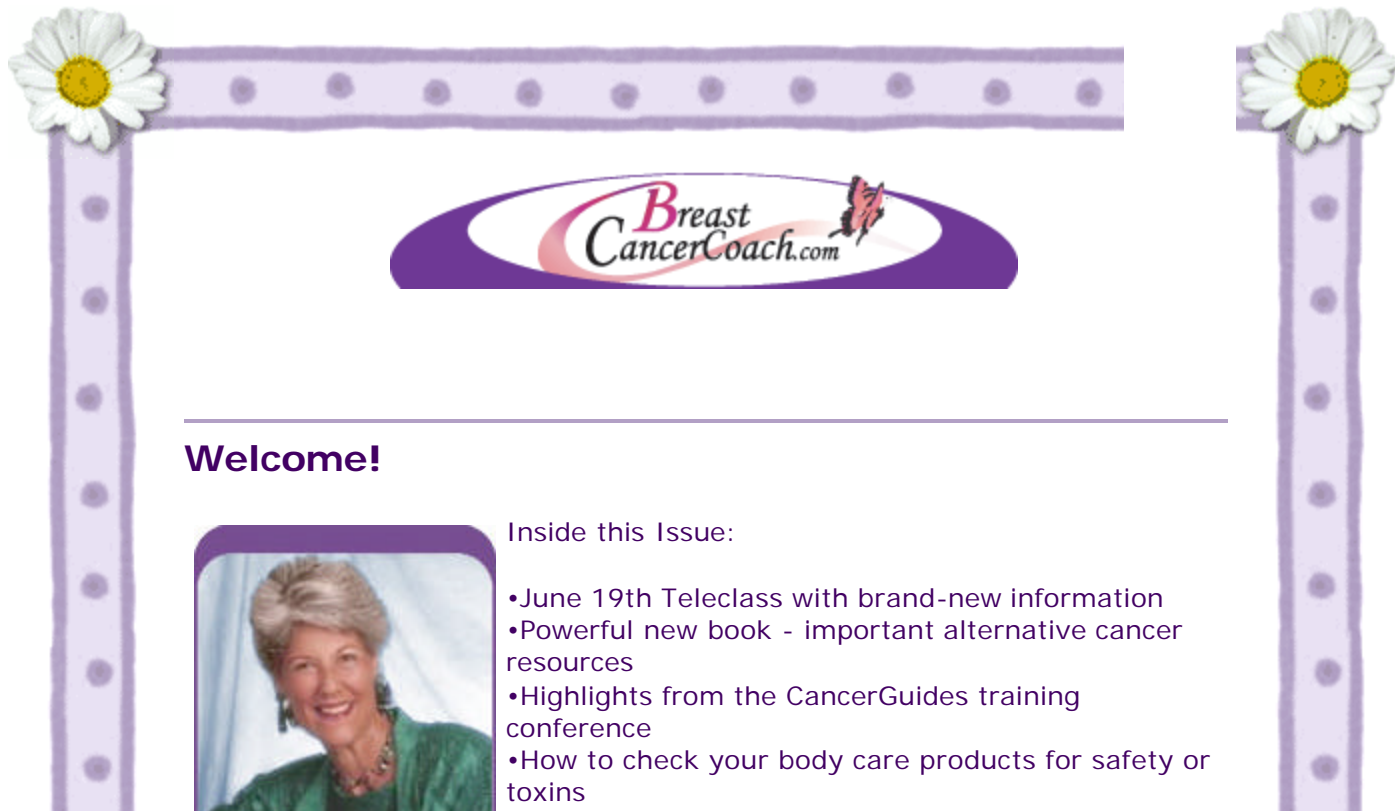 Breast
CancerCoach.com
Welcome!
Inside this Issue:
•June 19th Teleclass with brand-new information
•Powerful new book - important alternative cancer
resources
•Highlights from the CancerGuides training
conference
•How to check your body care products for safety or
toxins